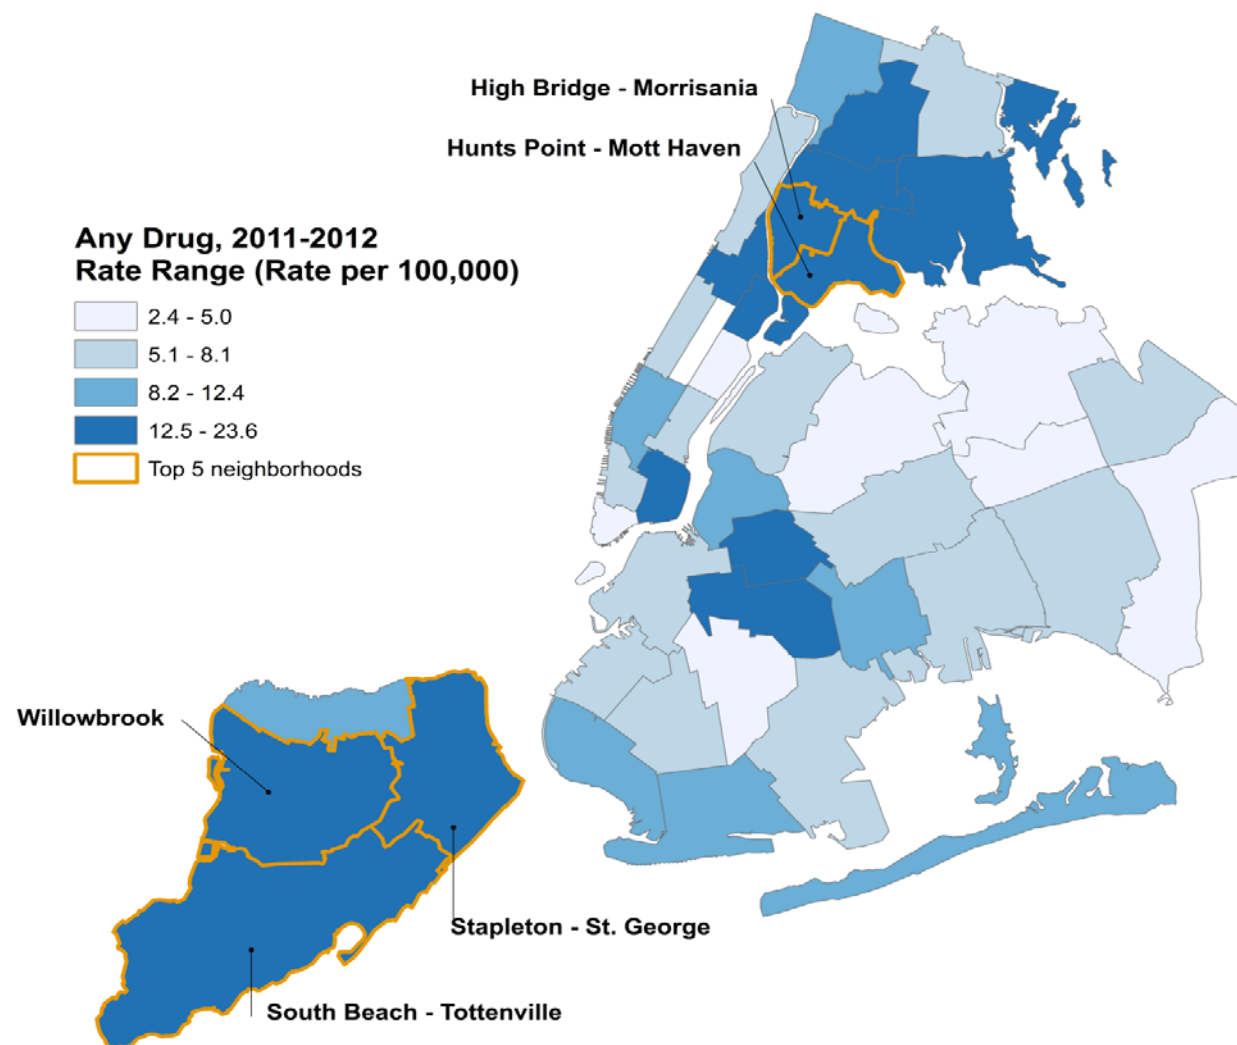 High Bridge - Morrisania
Hunts Point - Mott Haven
Any Drug, 2011-2012
Rate Range (Rate per 100,000)
2.4 - 5.0
5.1 - 8.1
8.2 - 12.4
12.5 - 23.6
Top 5 neighborhoods
Willowbrook
Stapleton - St. George
South Beach - Tottenville